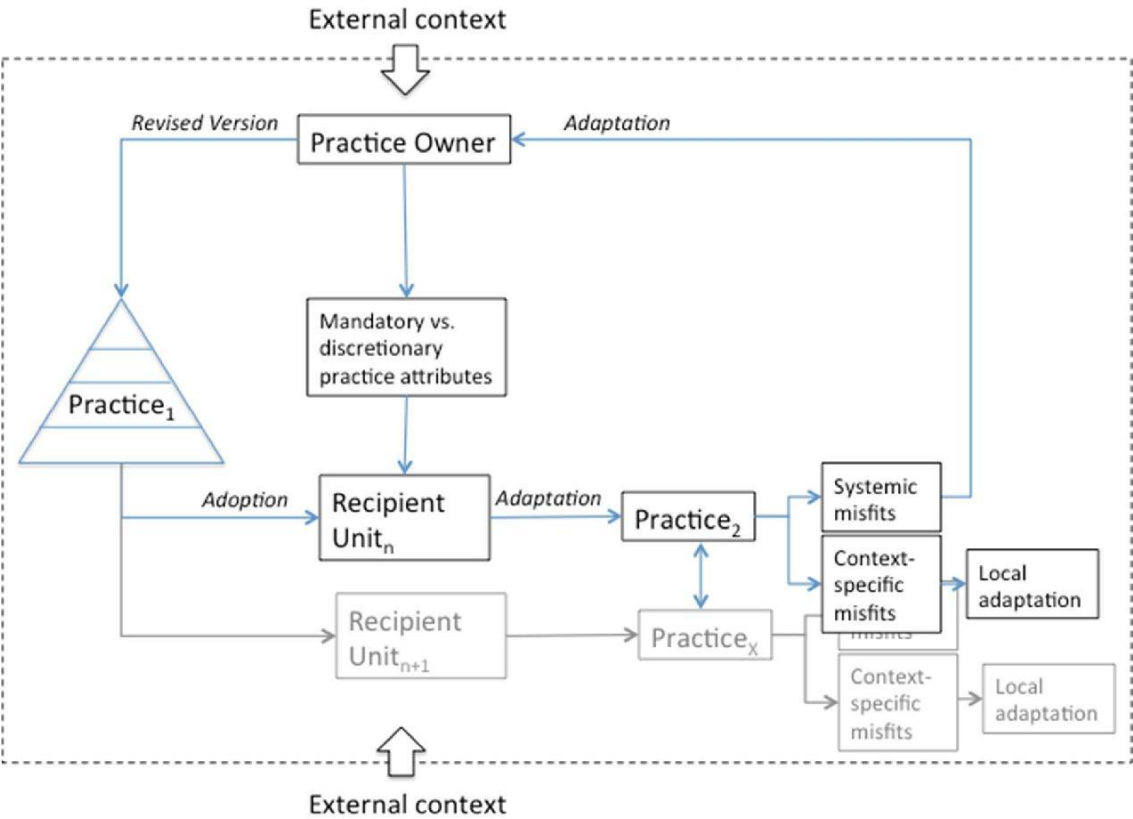 External context
Revised Version
Adaptation
Practice Owner
Mandatory vs.
discretionary
practice attributes
Practice₁
Adoption
Recipient
Unitₙ
Adaptation
Practice₂
Systemic
misfits
Context-
specific
misfits
Local
adaptation
Recipient
Unitₙ₊₁
Practiceₓ
misfits
Context-
specific
misfits
Local
adaptation
External context